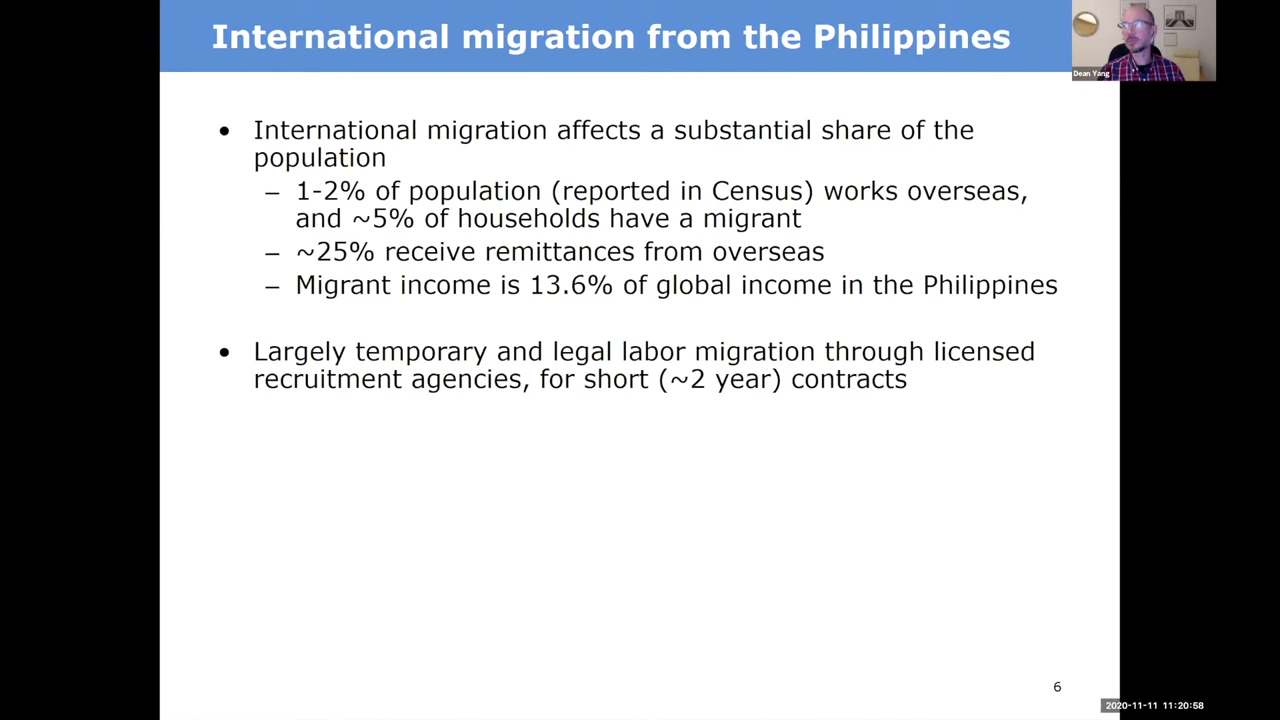 International migration from the Philippines
Dean Yang
• International migration affects a substantial share of the
population
– 1-2% of population (reported in Census) works overseas,
and ~5% of households have a migrant
– ~25% receive remittances from overseas
– Migrant income is 13.6% of global income in the Philippines
• Largely temporary and legal labor migration through licensed
recruitment agencies, for short (~2 year) contracts
6
2020-11-11 11:20:58